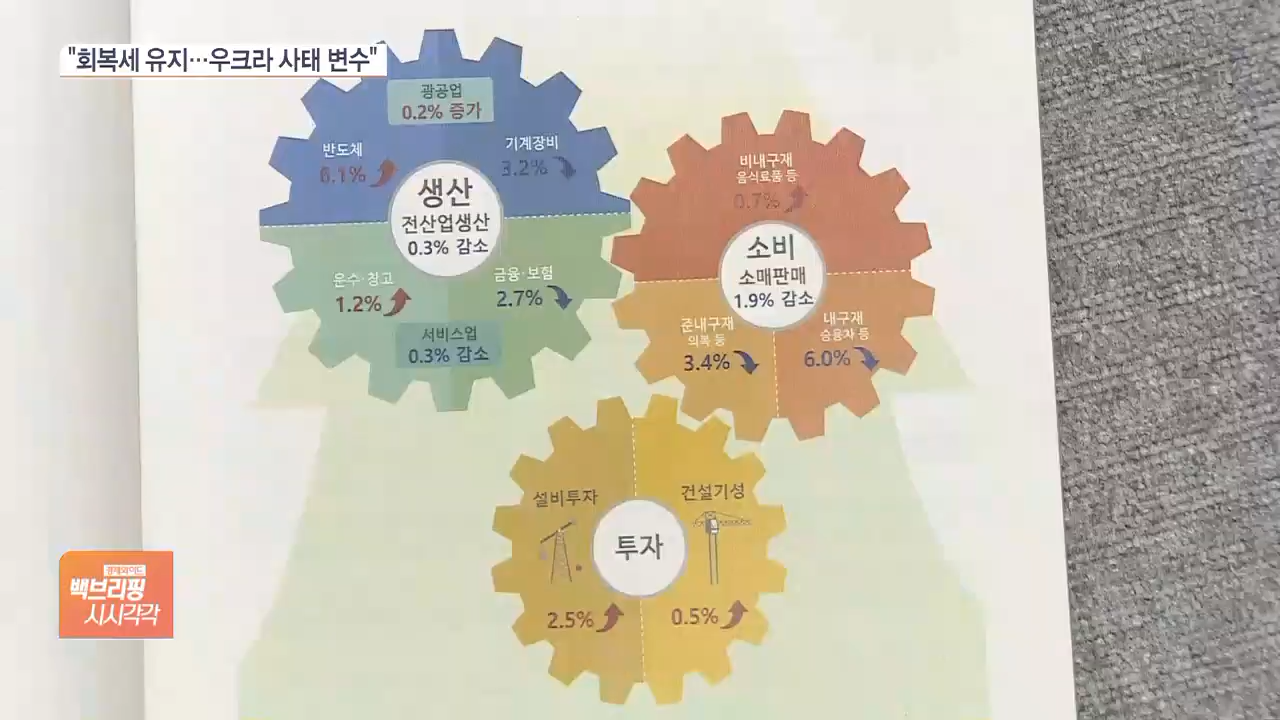 "회복세 유지…우크라 사태 변수"
광공업
0.2% 증가
반도체
6.1%
기계장비
3.2%
생산
전산업생산
0.3% 감소
운수·창고
1.2%
금융·보험
2.7%
서비스업
0.3% 감소
비내구재
음식료품 등
0.7%
소비
소매판매
1.9% 감소
준내구재
의복 등
3.4%
내구재
승용차 등
6.0%
설비투자
건설기성
투자
2.5%
0.5%
경제와이드
백브리핑
시시각각